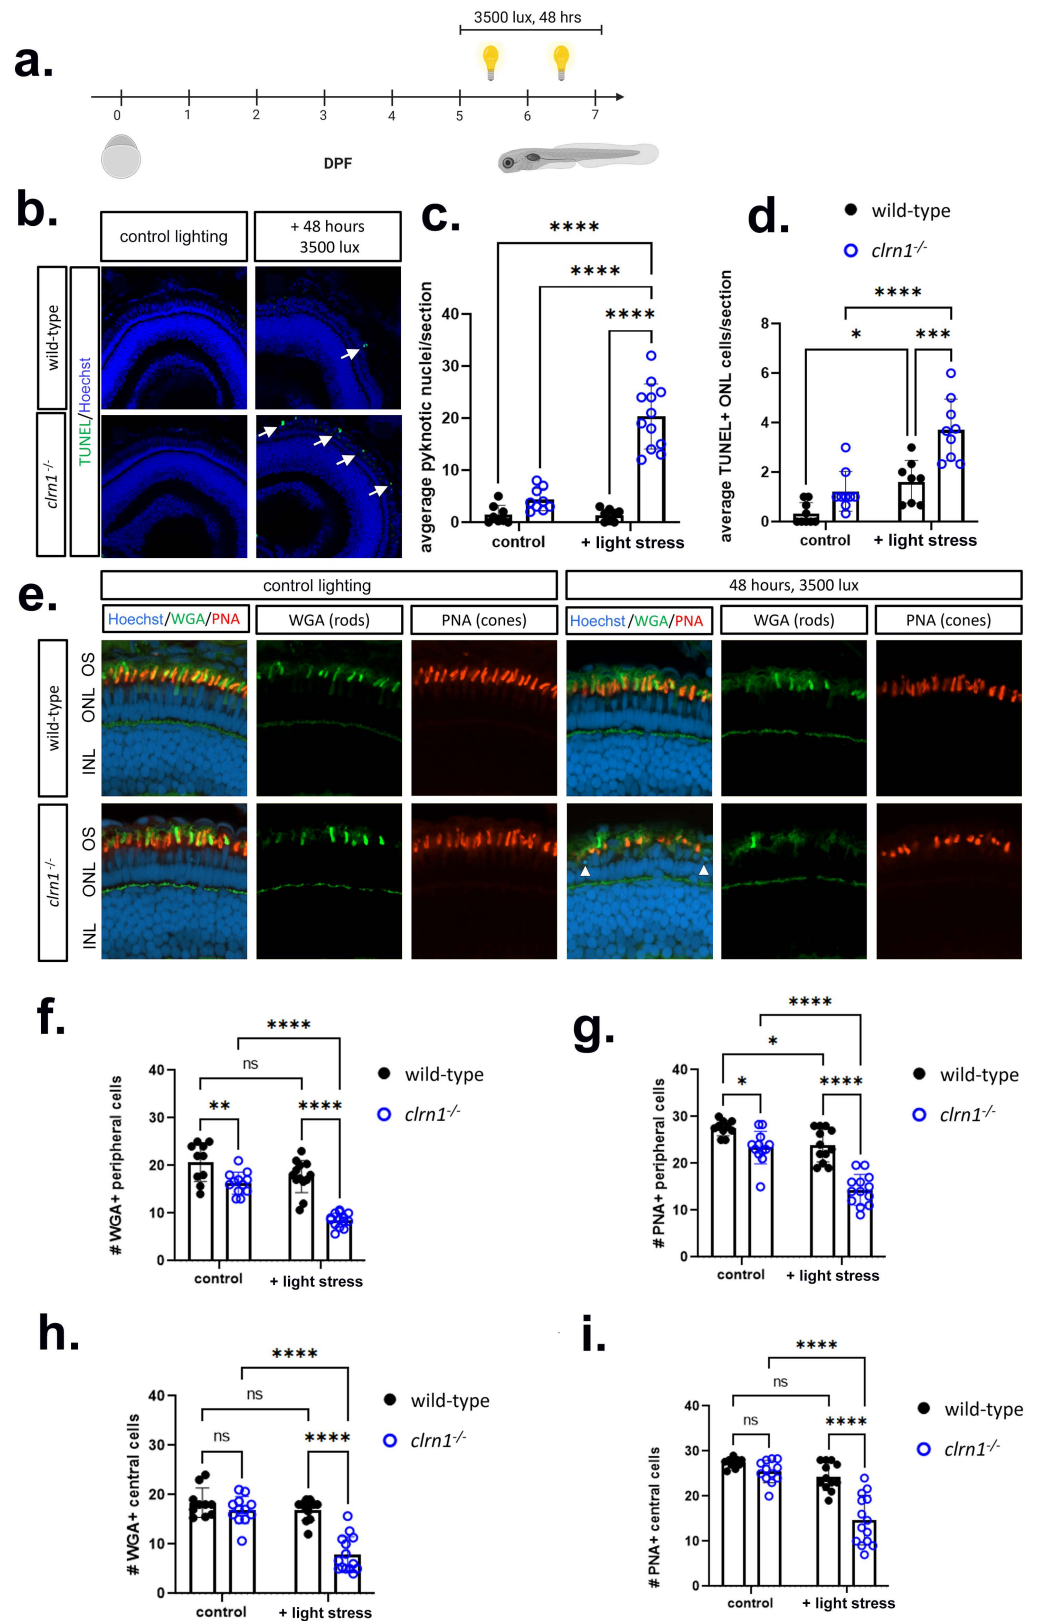 3500 lux, 48 hrs
a.
0 1 2 3 4 5 6 7
DPF
b.
control lighting
+ 48 hours
3500 lux
wild-type
clrn1-/-
TUNEL/Hoechst
c.
****
****
****
avgerage pyknotic nuclei/section
40
30
20
10
0
control + light stress
d.
wild-type
clrn1-/-
****
* ***
average TUNEL+ ONL cells/section
8
6
4
2
0
control + light stress
e.
control lighting 48 hours, 3500 lux
Hoechst/WGA/PNA WGA (rods) PNA (cones) Hoechst/WGA/PNA WGA (rods) PNA (cones)
wild-type
OS
ONL
INL
clrn1-/-
OS
ONL
INL
f.
****
ns
** ****
wild-type
clrn1-/-
# WGA+ peripheral cells
40
30
20
10
0
control + light stress
g.
****
*
* ****
wild-type
clrn1-/-
# PNA+ peripheral cells
40
30
20
10
0
control + light stress
h.
****
ns
ns ****
wild-type
clrn1-/-
# WGA+ central cells
40
30
20
10
0
control + light stress
i.
****
ns
ns ****
wild-type
clrn1-/-
# PNA+ central cells
40
30
20
10
0
control + light stress